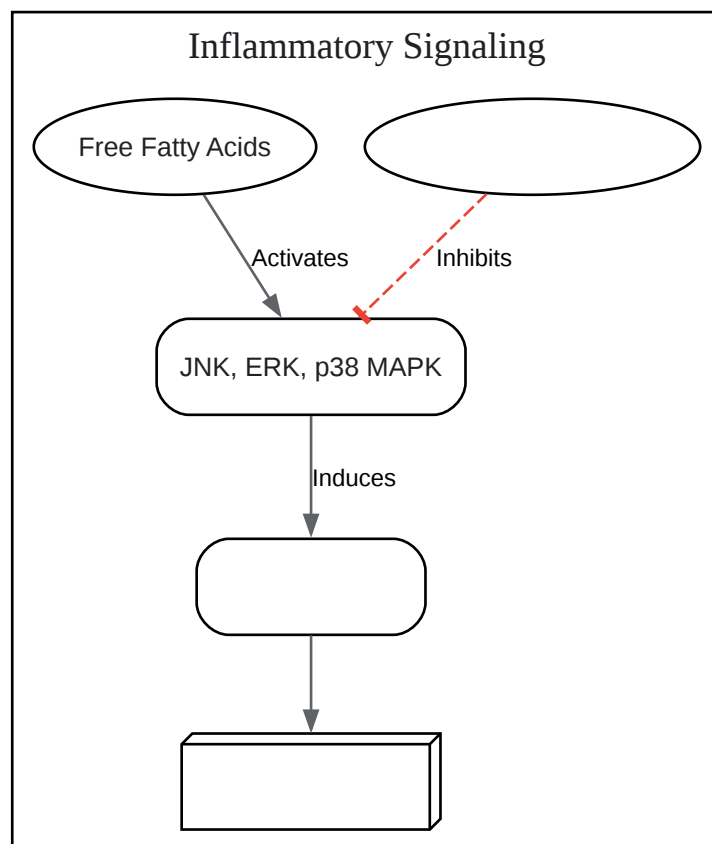 Inflammatory Signaling
Free Fatty Acids
Activates
Inhibits
JNK, ERK, p38 MAPK
Induces